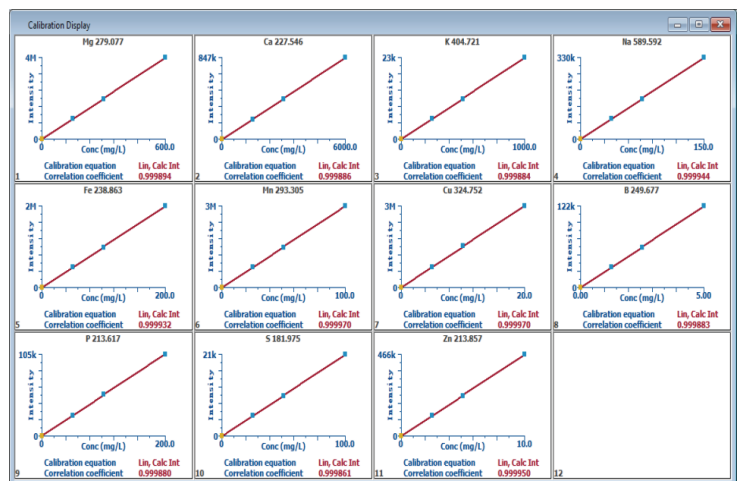 Calibration Display
Mg 279.077
4M
Intensity
0
0 Conc (mg/L) 600.0
Calibration equation Lin, Calc Int
1 Correlation coefficient 0.999894
Ca 227.546
847k
Intensity
0
0 Conc (mg/L) 6000.0
Calibration equation Lin, Calc Int
2 Correlation coefficient 0.999886
K 404.721
23k
Intensity
0
0 Conc (mg/L) 1000.0
Calibration equation Lin, Calc Int
3 Correlation coefficient 0.999884
Na 589.592
330k
Intensity
0
0 Conc (mg/L) 150.0
Calibration equation Lin, Calc Int
4 Correlation coefficient 0.999944
Fe 238.863
2M
Intensity
0
0 Conc (mg/L) 200.0
Calibration equation Lin, Calc Int
5 Correlation coefficient 0.999932
Mn 293.305
3M
Intensity
0
0 Conc (mg/L) 100.0
Calibration equation Lin, Calc Int
6 Correlation coefficient 0.999970
Cu 324.752
3M
Intensity
0
0 Conc (mg/L) 20.0
Calibration equation Lin, Calc Int
7 Correlation coefficient 0.999970
B 249.677
122k
Intensity
0
0.00 Conc (mg/L) 5.00
Calibration equation Lin, Calc Int
8 Correlation coefficient 0.999883
P 213.617
105k
Intensity
0
0 Conc (mg/L) 200.0
Calibration equation Lin, Calc Int
9 Correlation coefficient 0.999880
S 181.975
21k
Intensity
0
0 Conc (mg/L) 100.0
Calibration equation Lin, Calc Int
10 Correlation coefficient 0.999861
Zn 213.857
466k
Intensity
0
0 Conc (mg/L) 10.0
Calibration equation Lin, Calc Int
11 Correlation coefficient 0.999950
12